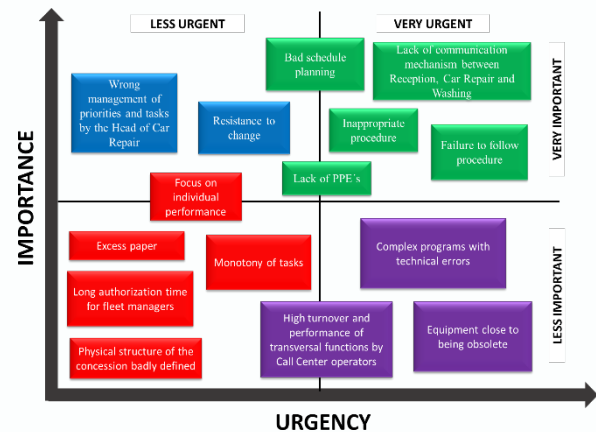 LESS URGENT
VERY URGENT
Bad schedule
planning
Lack of communication
mechanism between
Reception, Car Repair and
Washing
Wrong
management of
priorities and tasks
by the Head of Car
Repair
Resistance to
change
Inappropriate
procedure
Failure to follow
procedure
Lack of PPE´s
VERY IMPORTANT
IMPORTANCE
Focus on
individual
performance
Excess paper
Monotony of tasks
Complex programs with
technical errors
Long authorization time
for fleet managers
High turnover and
performance of
transversal functions by
Call Center operators
Equipment close to
being obsolete
Physical structure of the
concession badly defined
LESS IMPORTANT
URGENCY